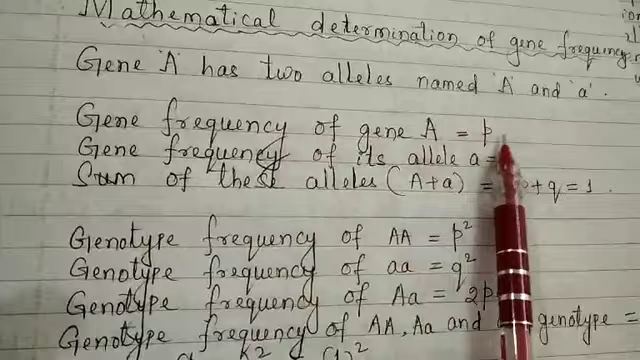 Mathematical determination of gene frequency
Gene 'A' has two alleles named 'A' and 'a'.
Gene frequency of gene A = p
Gene frequency of its allele a =
Sum of these alleles (A+a) = p+q=1.
Genotype frequency of AA = p²
Genotype frequency of aa = q²
Genotype frequency of Aa = 2p
Genotype frequency of AA, Aa and genotype =